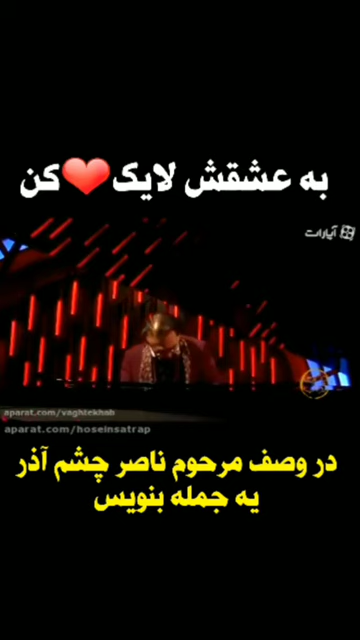 به عشقش لایک❤کن
آپارات
aparat.com/vaghtekhab
aparat.com/hoseinsatrap
در وصف مرحوم ناصر چشم آذر
یه جمله بنویس